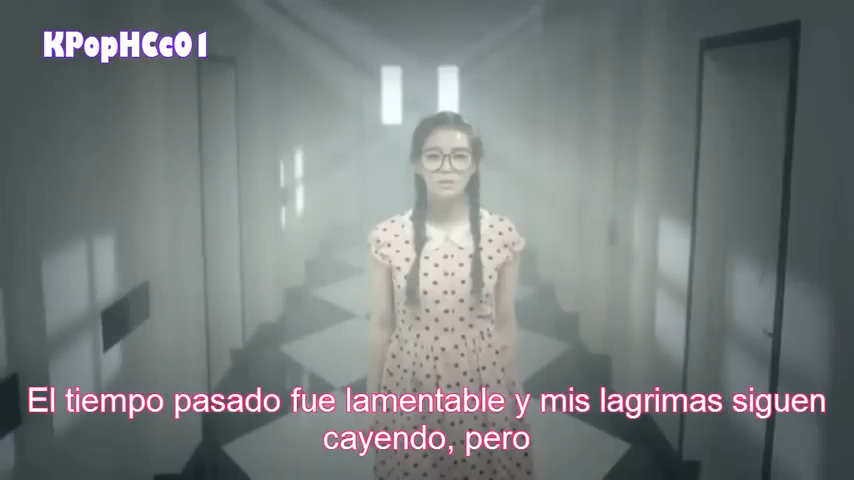 KPopHCc01
El tiempo pasado fue lamentable y mis lagrimas siguen
cayendo, pero